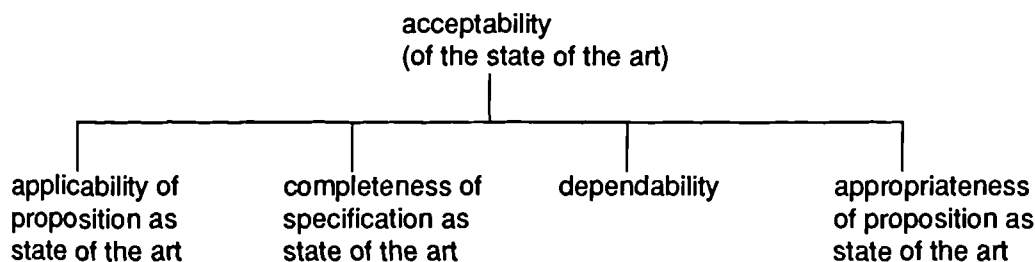 acceptability
(of the state of the art)
applicability of
proposition as
state of the art
completeness of
specification as
state of the art
dependability
appropriateness
of proposition as
state of the art